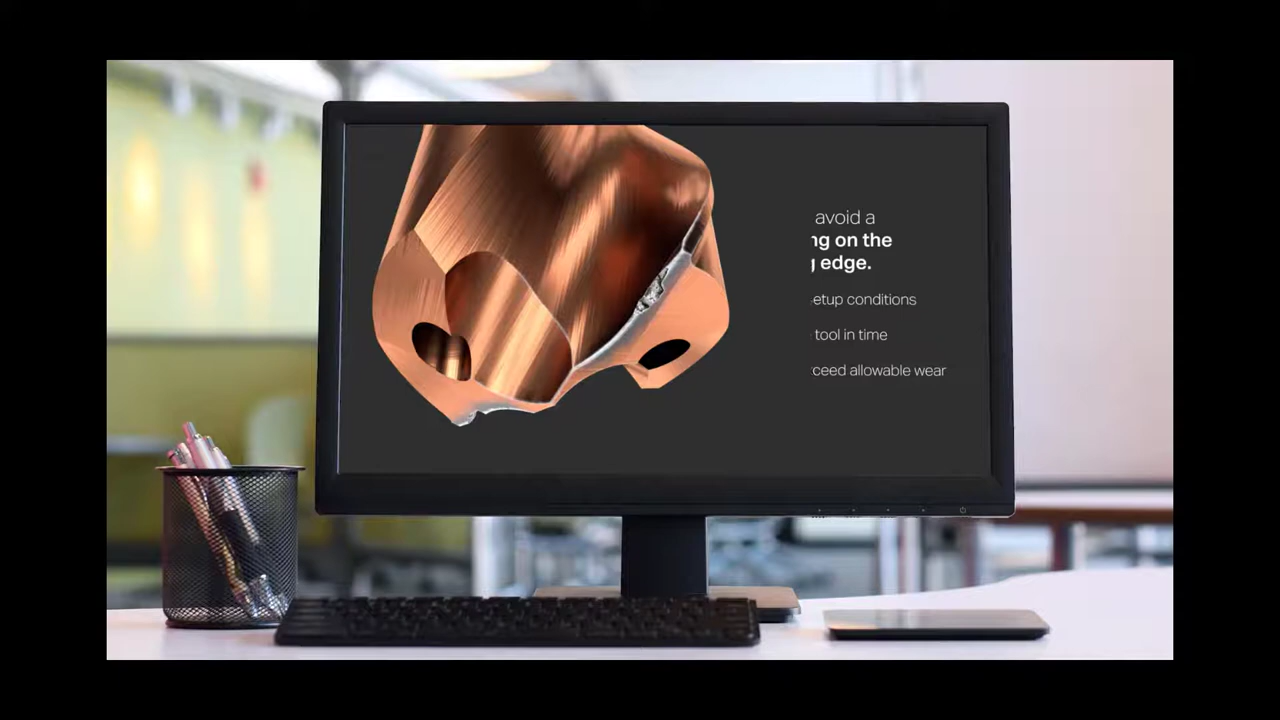 avoid a
ng on the
edge.
etup conditions
tool in time
ceed allowable wear